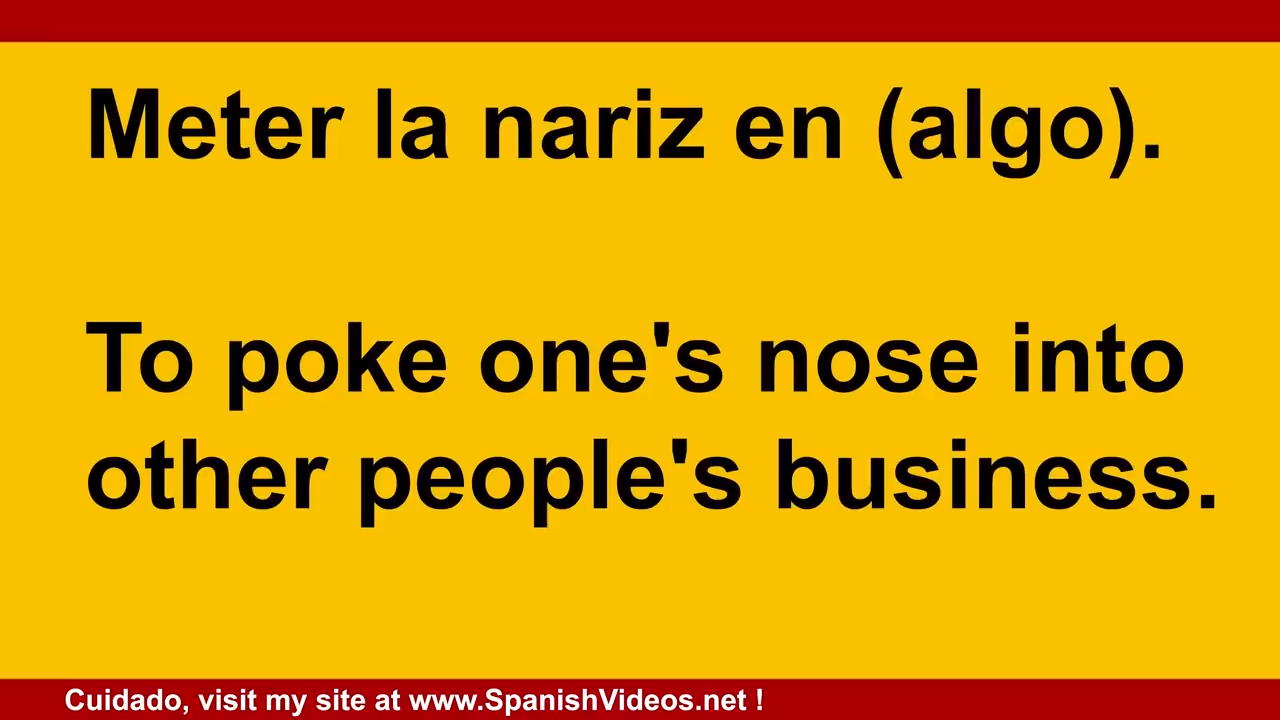 Meter la nariz en (algo).
To poke one's nose into
other people's business.
Cuidado, visit my site at www.SpanishVideos.net !